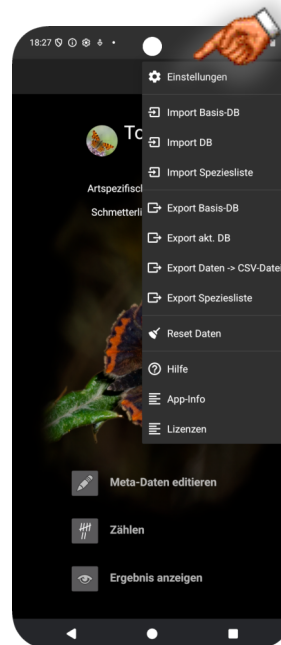 18:27
Einstellungen
To
Import Basis-DB
Import DB
Import Speziesliste
Artspezifisch
Schmetterli
Export Basis-DB
Export akt. DB
Export Daten -> CSV-Datei
Export Speziesliste
Reset Daten
Hilfe
App-Info
Lizenzen
Meta-Daten editieren
Zählen
Ergebnis anzeigen